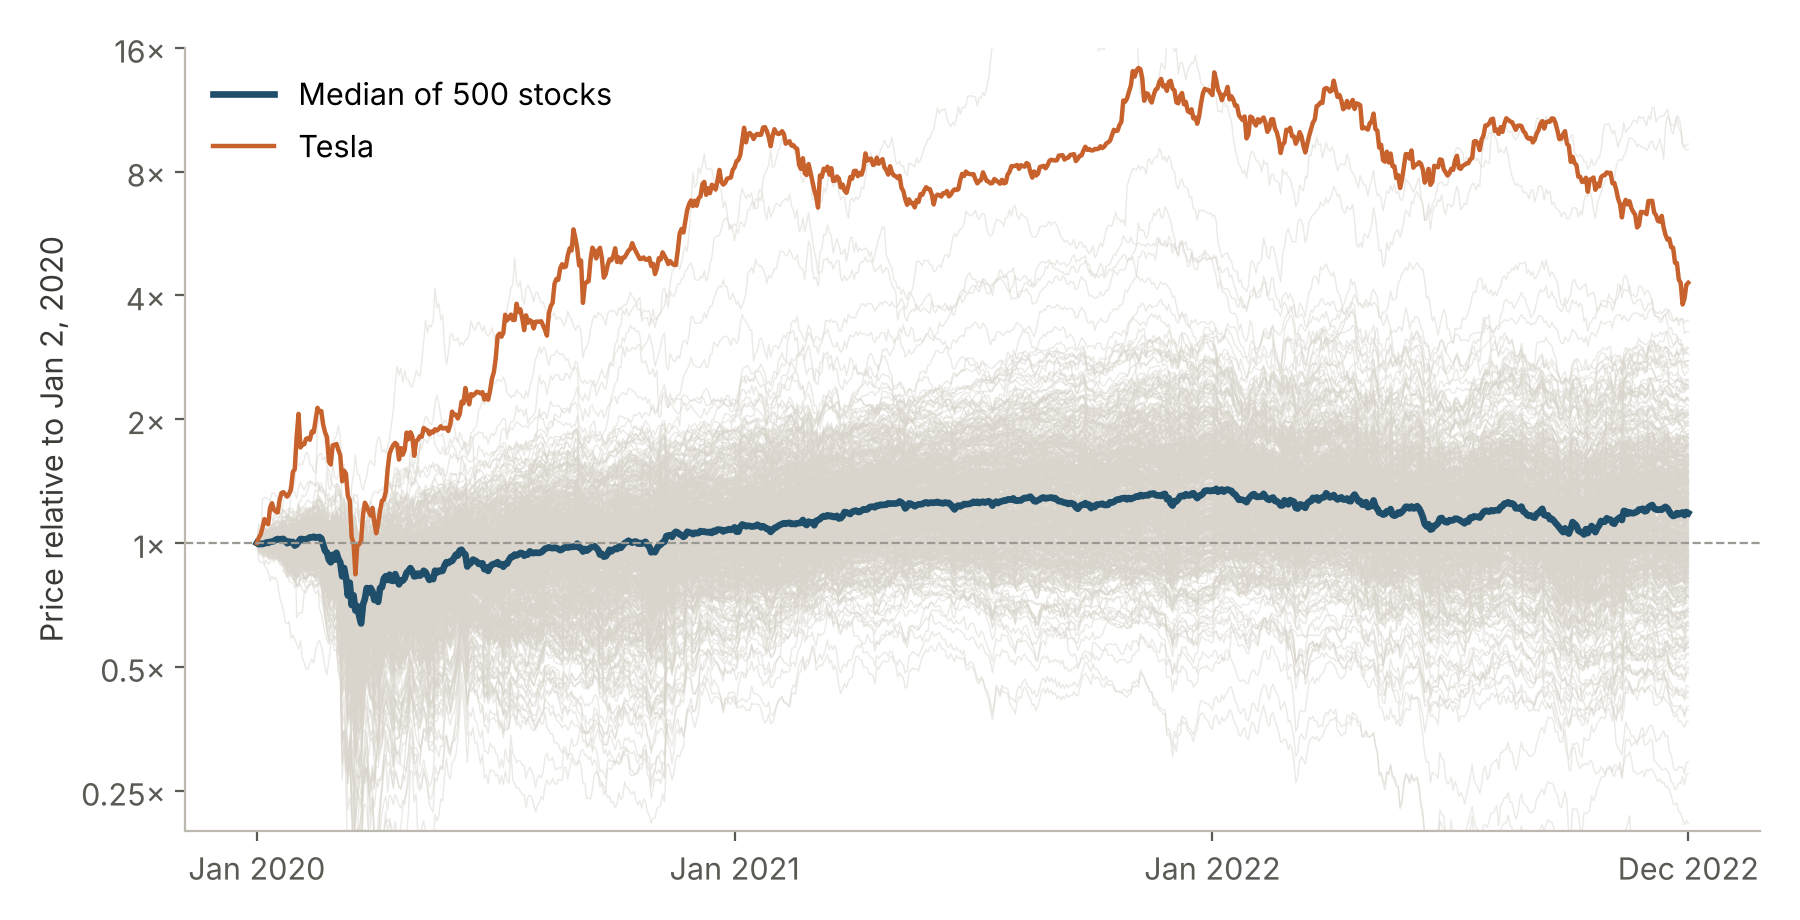 16×
8×
4×
2×
1×
0.5×
0.25×
Price relative to Jan 2, 2020
Median of 500 stocks
Tesla
Jan 2020
Jan 2021
Jan 2022
Dec 2022